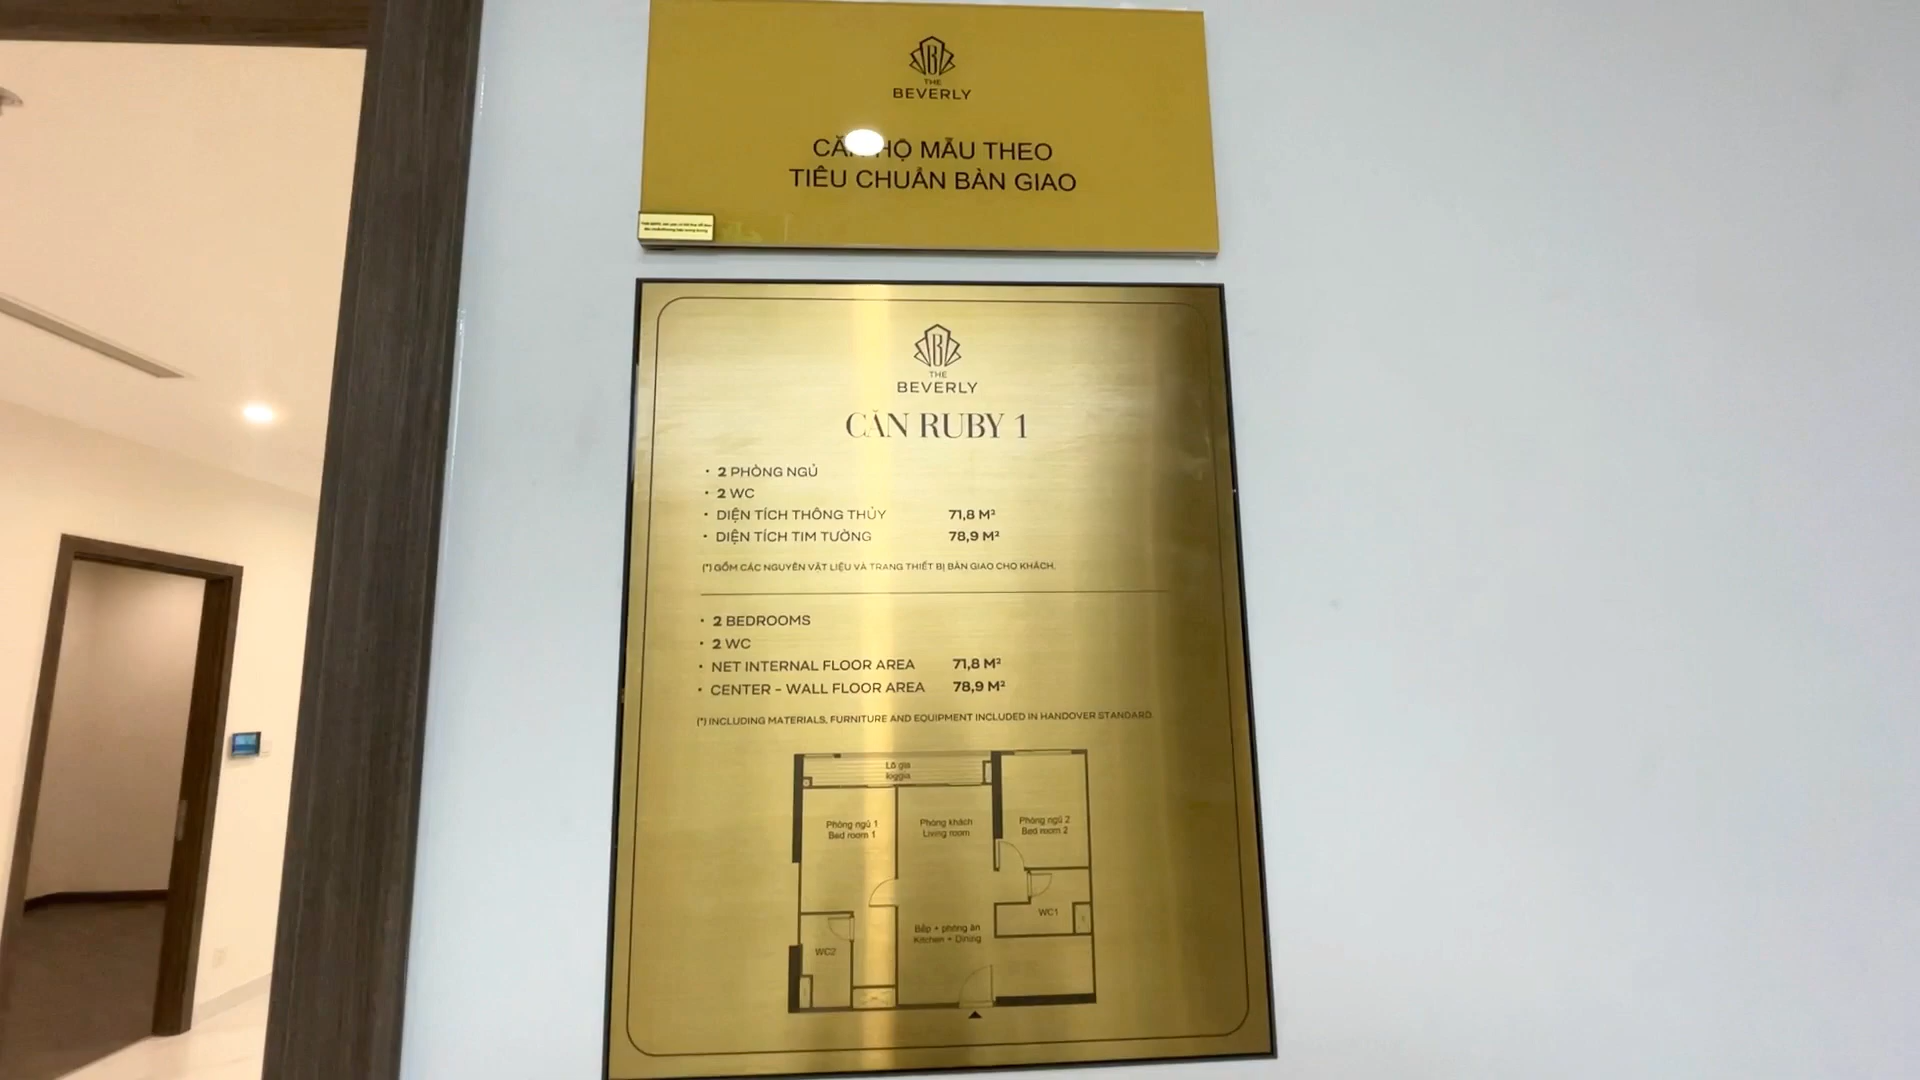 THE
BEVERLY
CĂN HỘ MẪU THEO
TIÊU CHUẨN BÀN GIAO
THE
BEVERLY
CĂN RUBY 1
• 2 PHÒNG NGỦ
• 2 WC
• DIỆN TÍCH THÔNG THỦY 71,8 M²
• DIỆN TÍCH TIM TƯỜNG 78,9 M²
(*) GỒM CÁC NGUYÊN VẬT LIỆU VÀ TRANG THIẾT BỊ BÀN GIAO CHO KHÁCH.
• 2 BEDROOMS
• 2 WC
• NET INTERNAL FLOOR AREA 71,8 M²
• CENTER - WALL FLOOR AREA 78,9 M²
(*) INCLUDING MATERIALS, FURNITURE AND EQUIPMENT INCLUDED IN HANDOVER STANDARD.
Lô gia
loggia
Phòng ngủ 1
Bed room 1
Phòng khách
Living room
Phòng ngủ 2
Bed room 2
WC1
Bếp + phòng ăn
Kitchen + Dining
WC2